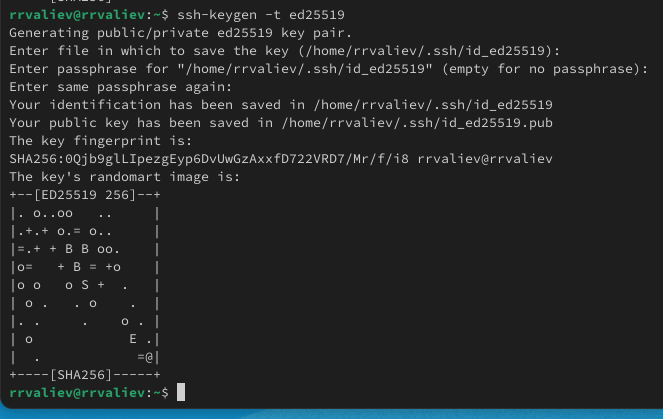 rrvaliev@rrvaliev:~$ ssh-keygen -t ed25519
Generating public/private ed25519 key pair.
Enter file in which to save the key (/home/rrvaliev/.ssh/id_ed25519):
Enter passphrase for "/home/rrvaliev/.ssh/id_ed25519" (empty for no passphrase):
Enter same passphrase again:
Your identification has been saved in /home/rrvaliev/.ssh/id_ed25519
Your public key has been saved in /home/rrvaliev/.ssh/id_ed25519.pub
The key fingerprint is:
SHA256:0Qjb9glLIpezgEyp6DvUwGzAxxfD722VRD7/Mr/f/i8 rrvaliev@rrvaliev
The key's randomart image is:
+--[ED25519 256]--+
|. o..oo   ..     |
|.+.+ o.= o..     |
|=.+ + B B oo.    |
|o=   + B = +o    |
|o o   o S +  .   |
| o .   . o    .  |
|. .     .    o . |
| o           E . |
|  .           =@|
+----[SHA256]-----+
rrvaliev@rrvaliev:~$